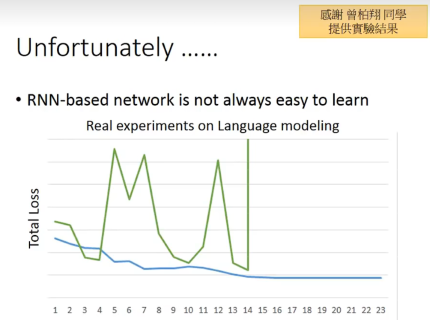 感謝 曾柏翔 同學
提供實驗結果
Unfortunately ……
• RNN-based network is not always easy to learn
Real experiments on Language modeling
Total Loss
1 2 3 4 5 6 7 8 9 10 11 12 13 14 15 16 17 18 19 20 21 22 23